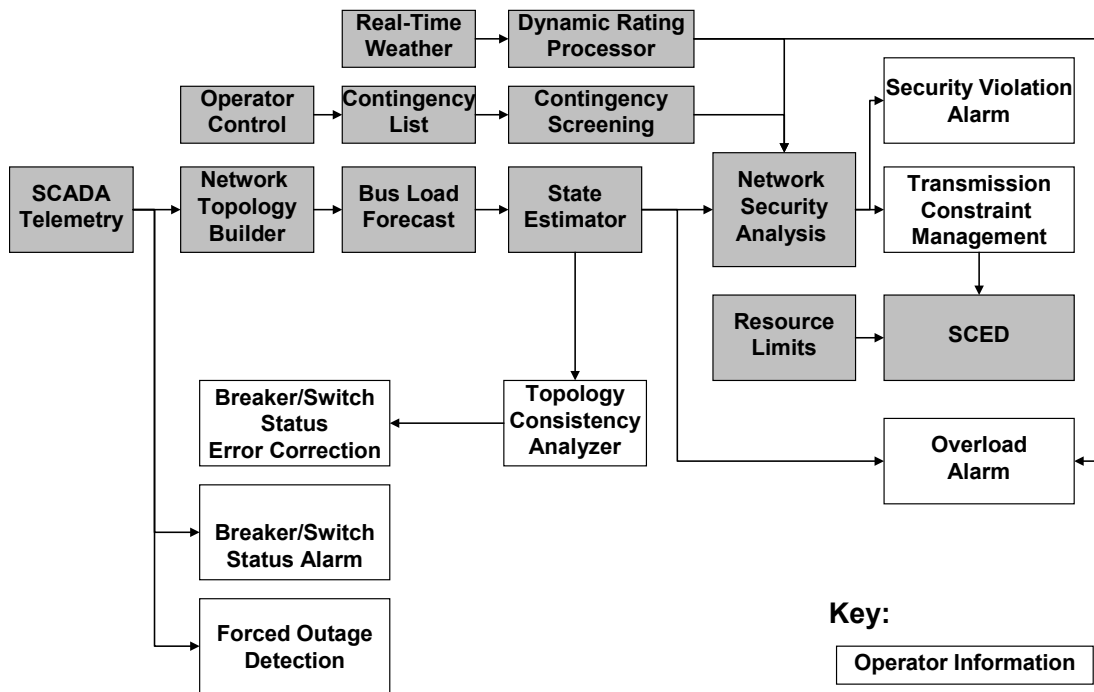 Real-Time
Weather
Dynamic Rating
Processor
Operator
Control
Contingency
List
Contingency
Screening
Security Violation
Alarm
SCADA
Telemetry
Network
Topology
Builder
Bus Load
Forecast
State
Estimator
Network
Security
Analysis
Transmission
Constraint
Management
Resource
Limits
SCED
Breaker/Switch
Status
Error Correction
Topology
Consistency
Analyzer
Overload
Alarm
Breaker/Switch
Status Alarm
Forced Outage
Detection
Key:
Operator Information